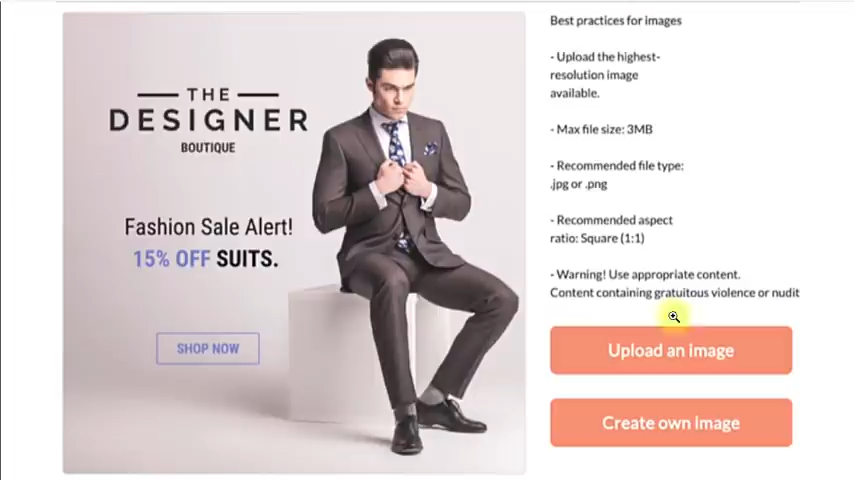 THE
DESIGNER
BOUTIQUE
Fashion Sale Alert!
15% OFF SUITS.
SHOP NOW
Best practices for images
- Upload the highest-
resolution image
available.
- Max file size: 3MB
- Recommended file type:
.jpg or .png
- Recommended aspect
ratio: Square (1:1)
- Warning! Use appropriate content.
Content containing gratuitous violence or nudit
Upload an image
Create own image